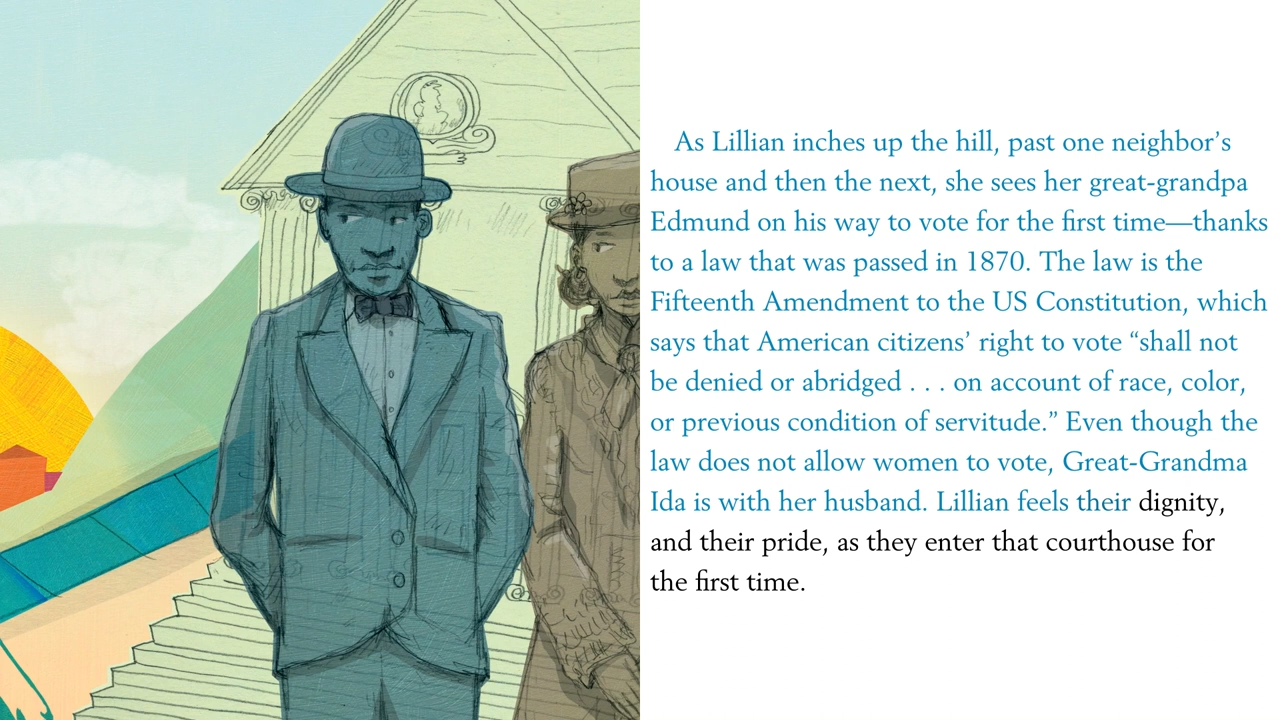 As Lillian inches up the hill, past one neighbor’s
house and then the next, she sees her great-grandpa
Edmund on his way to vote for the first time—thanks
to a law that was passed in 1870. The law is the
Fifteenth Amendment to the US Constitution, which
says that American citizens’ right to vote “shall not
be denied or abridged . . . on account of race, color,
or previous condition of servitude.” Even though the
law does not allow women to vote, Great-Grandma
Ida is with her husband. Lillian feels their dignity,
and their pride, as they enter that courthouse for
the first time.